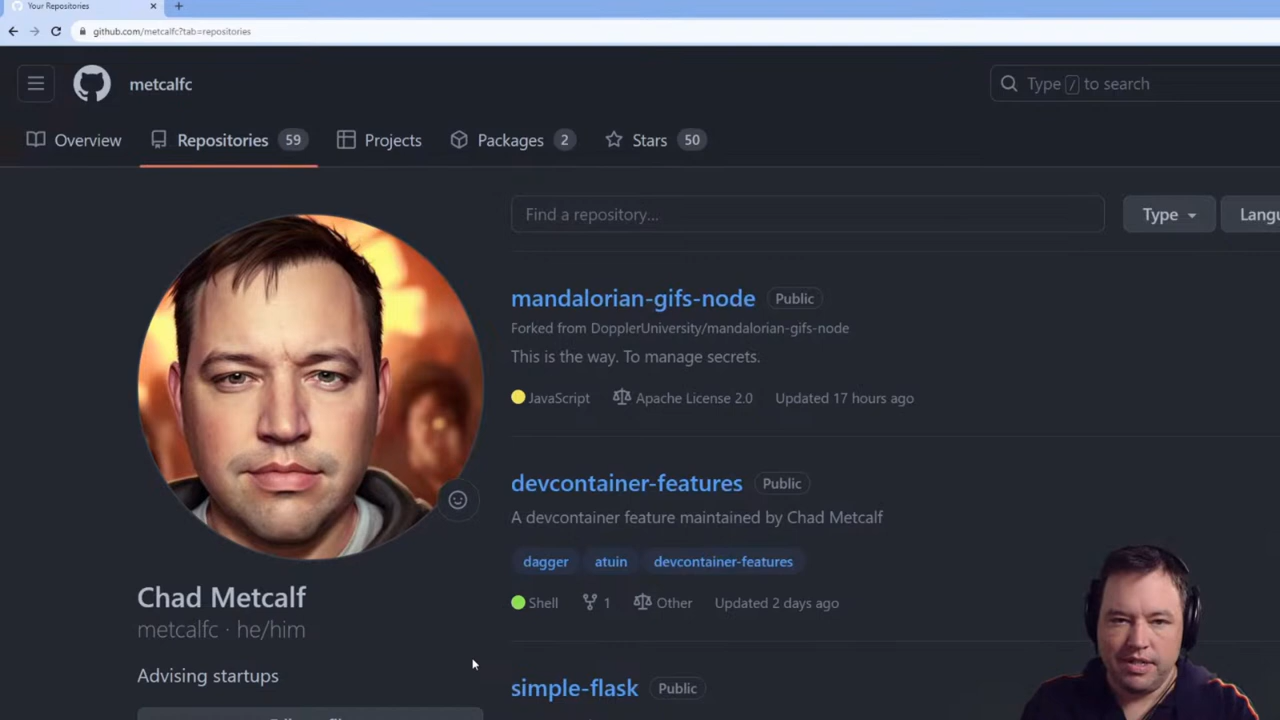 Your Repositories
github.com/metcalfc?tab=repositories
metcalfc
Type / to search
Overview
Repositories 59
Projects
Packages 2
Stars 50
Find a repository...
Type
Langu
mandalorian-gifs-node Public
Forked from DopplerUniversity/mandalorian-gifs-node
This is the way. To manage secrets.
JavaScript Apache License 2.0 Updated 17 hours ago
devcontainer-features Public
A devcontainer feature maintained by Chad Metcalf
dagger atuin devcontainer-features
Shell 1 Other Updated 2 days ago
simple-flask Public
Chad Metcalf
metcalfc · he/him
Advising startups